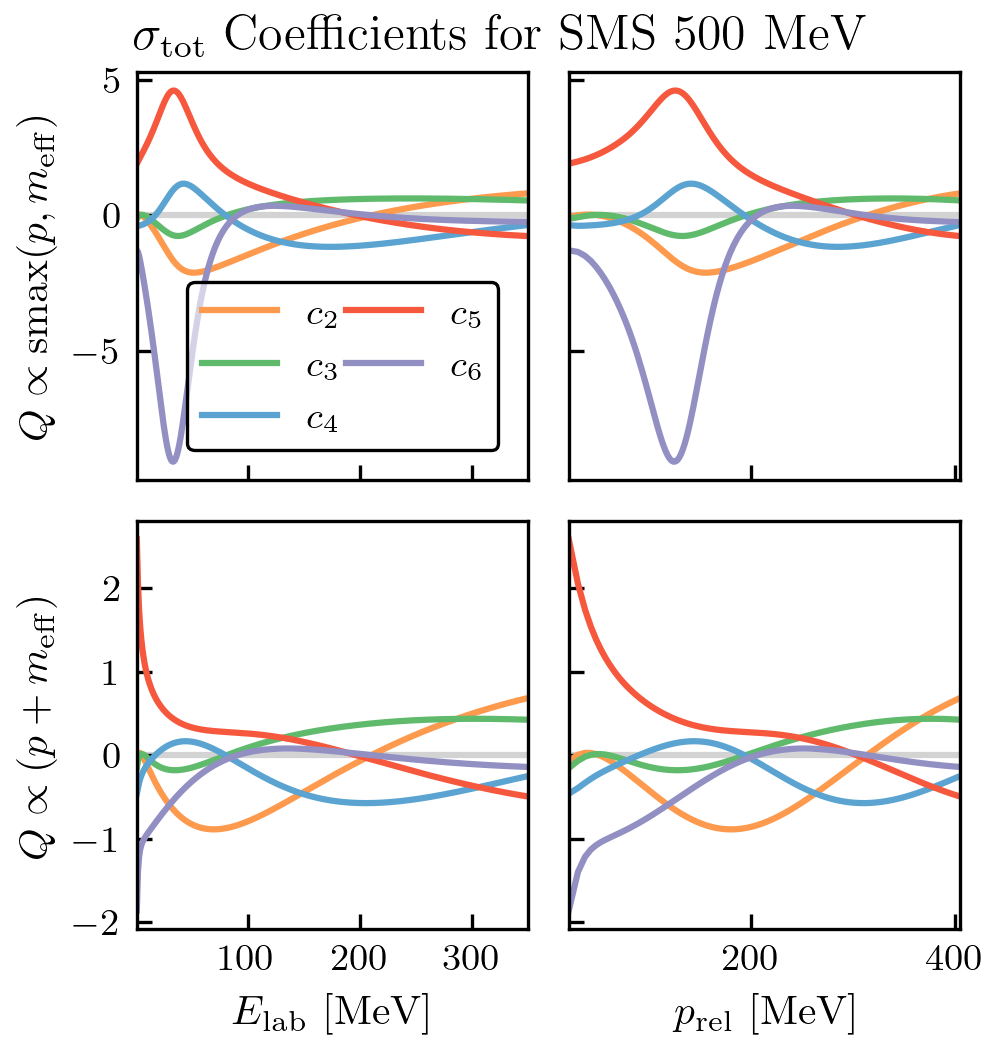 σ_tot Coefficients for SMS 500 MeV
Q ∝ smax(p, m_eff)
5
0
−5
c_2
c_3
c_4
c_5
c_6
Q ∝ (p + m_eff)
2
1
0
−1
−2
100 200 300
E_lab [MeV]
200 400
p_rel [MeV]